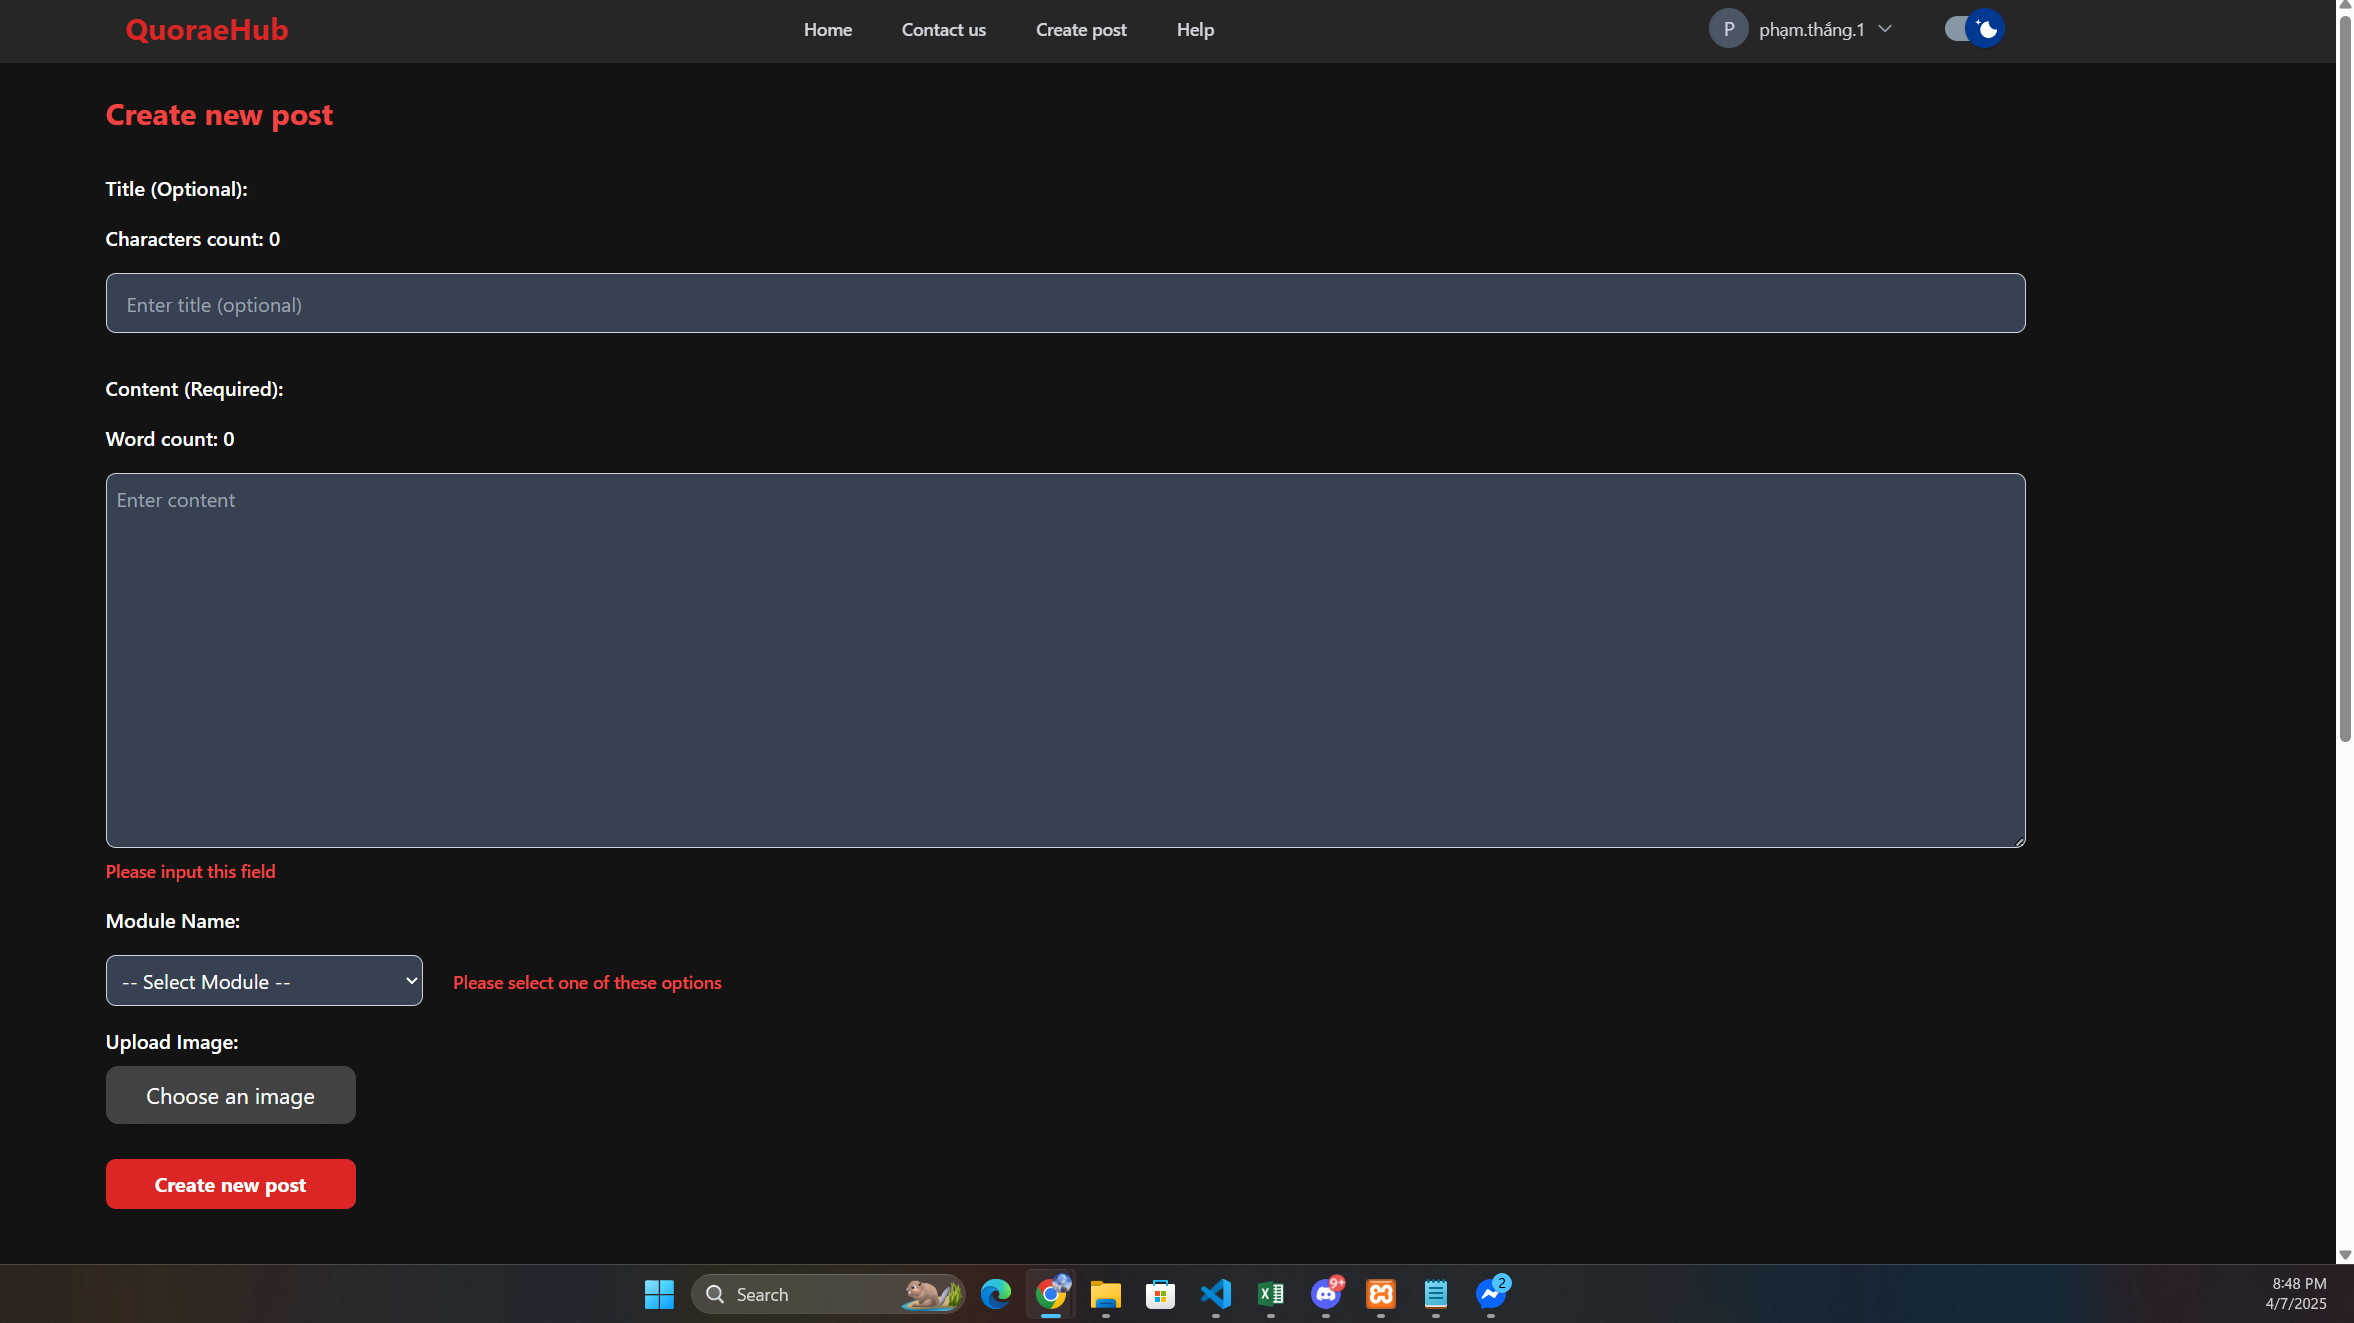 QuoraeHub
Home Contact us Create post Help
P phạm.thắng.1
Create new post
Title (Optional):
Characters count: 0
Enter title (optional)
Content (Required):
Word count: 0
Enter content
Please input this field
Module Name:
-- Select Module --
Please select one of these options
Upload Image:
Choose an image
Create new post
Search
9+
2
8:48 PM
4/7/2025